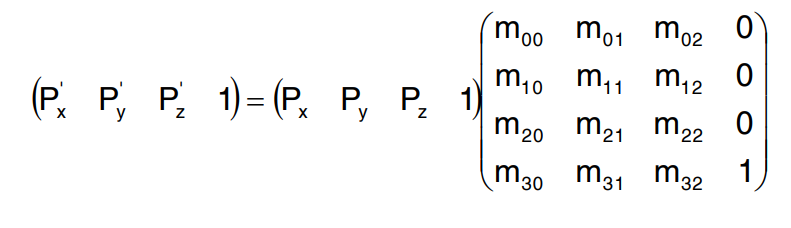 (P'x P'y P'z 1) = (Px Py Pz 1)
m00 m01 m02 0
m10 m11 m12 0
m20 m21 m22 0
m30 m31 m32 1